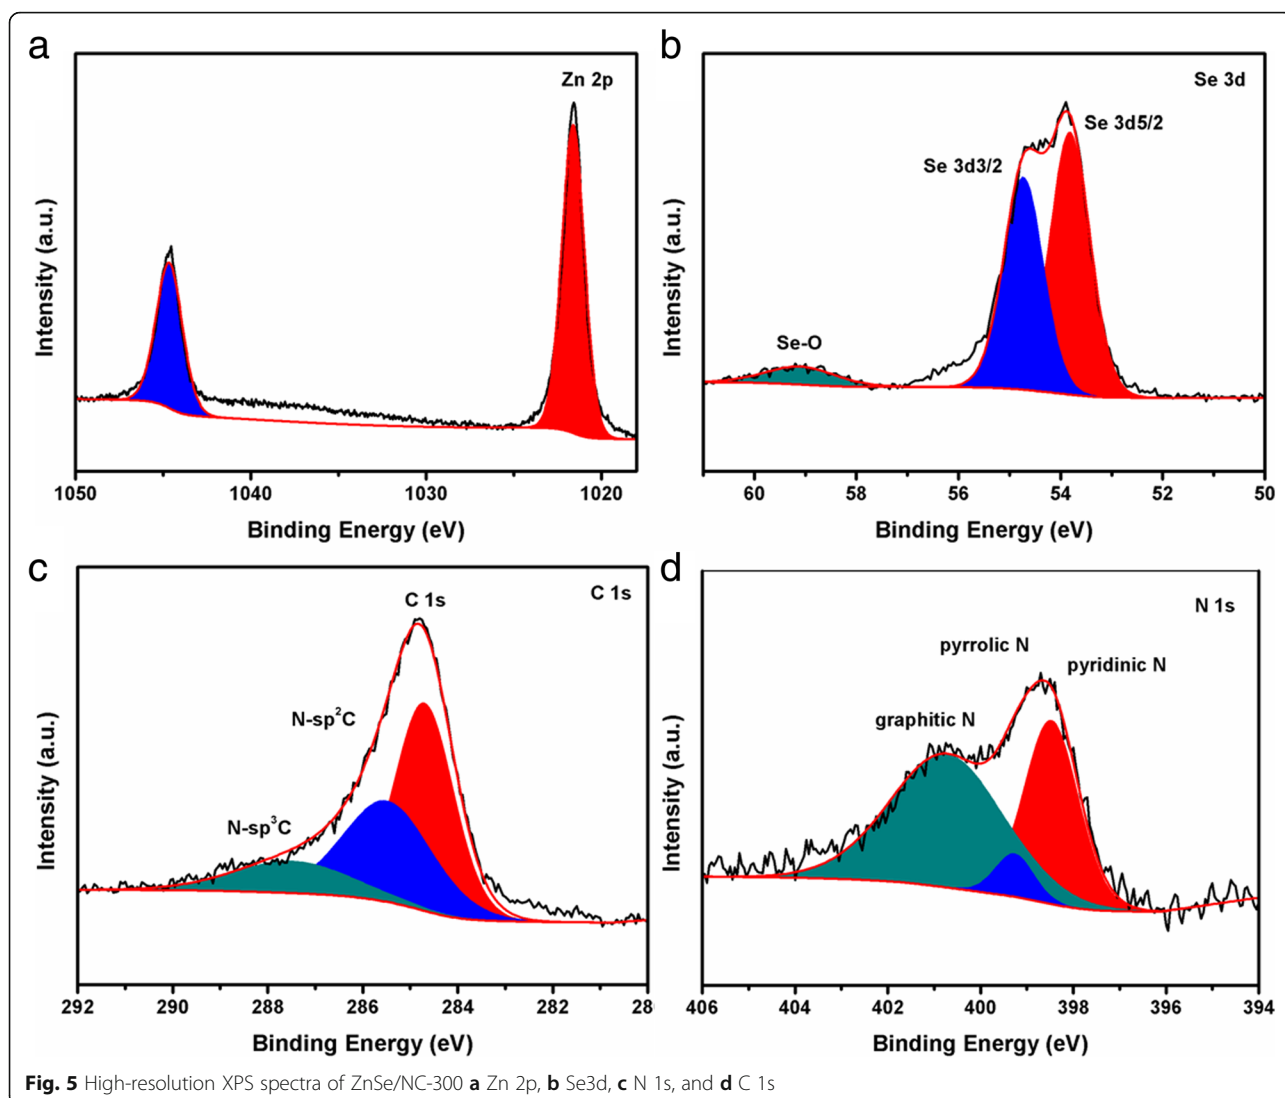 a
Zn 2p
Intensity (a.u.)
1050 1040 1030 1020
Binding Energy (eV)
b
Se 3d
Se 3d5/2
Se 3d3/2
Se-O
Intensity (a.u.)
60 58 56 54 52 50
Binding Energy (eV)
c
C 1s
C 1s
N-sp²C
N-sp³C
Intensity (a.u.)
292 290 288 286 284 282 28
Binding Energy (eV)
d
N 1s
pyrrolic N
pyridinic N
graphitic N
Intensity (a.u.)
406 404 402 400 398 396 394
Binding Energy (eV)
Fig. 5 High-resolution XPS spectra of ZnSe/NC-300 a Zn 2p, b Se3d, c N 1s, and d C 1s